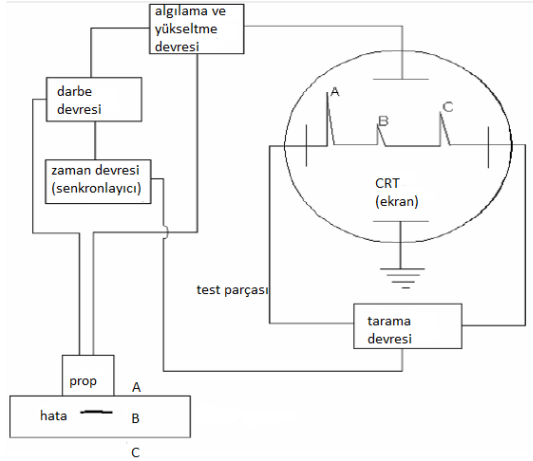 algılama ve
yükseltme
devresi
darbe
devresi
zaman devresi
(senkronlayıcı)
A
B
C
CRT
(ekran)
test parçası
tarama
devresi
prop
A
hata
B
C